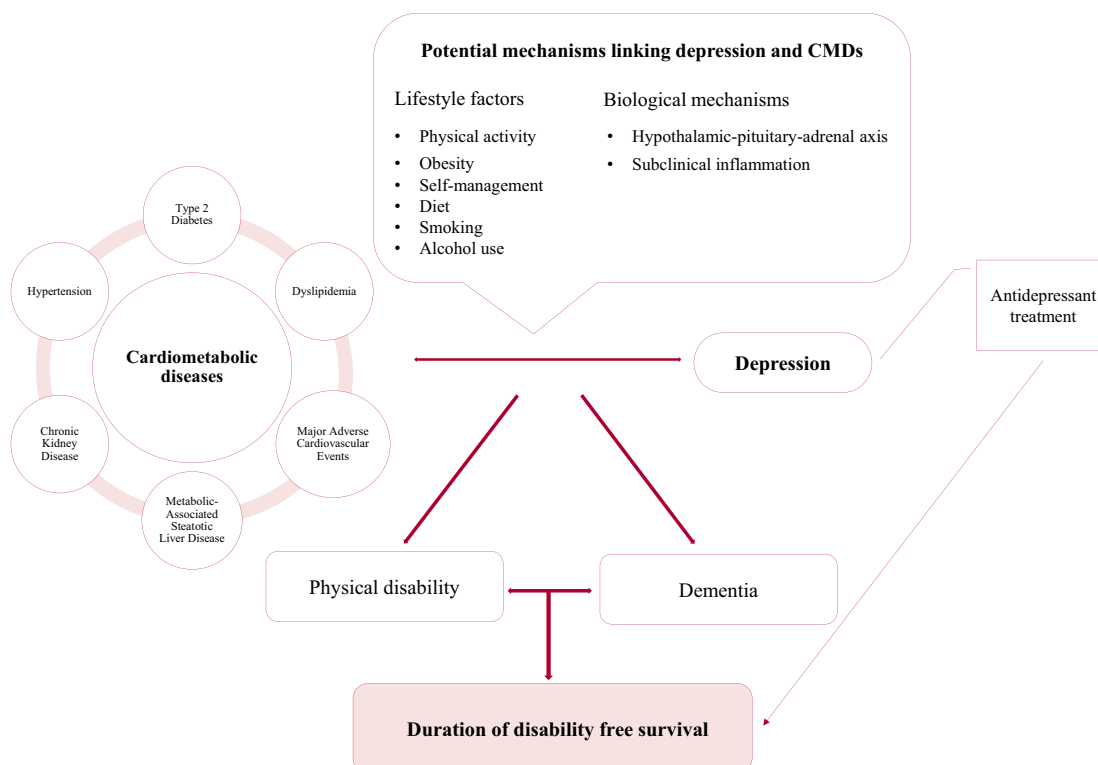 Potential mechanisms linking depression and CMDs
Lifestyle factors
• Physical activity
• Obesity
• Self-management
• Diet
• Smoking
• Alcohol use
Biological mechanisms
• Hypothalamic-pituitary-adrenal axis
• Subclinical inflammation
Type 2
Diabetes
Hypertension
Dyslipidemia
Cardiometabolic
diseases
Chronic
Kidney
Disease
Major Adverse
Cardiovascular
Events
Metabolic-
Associated
Steatotic
Liver Disease
Depression
Antidepressant
treatment
Physical disability
Dementia
Duration of disability free survival